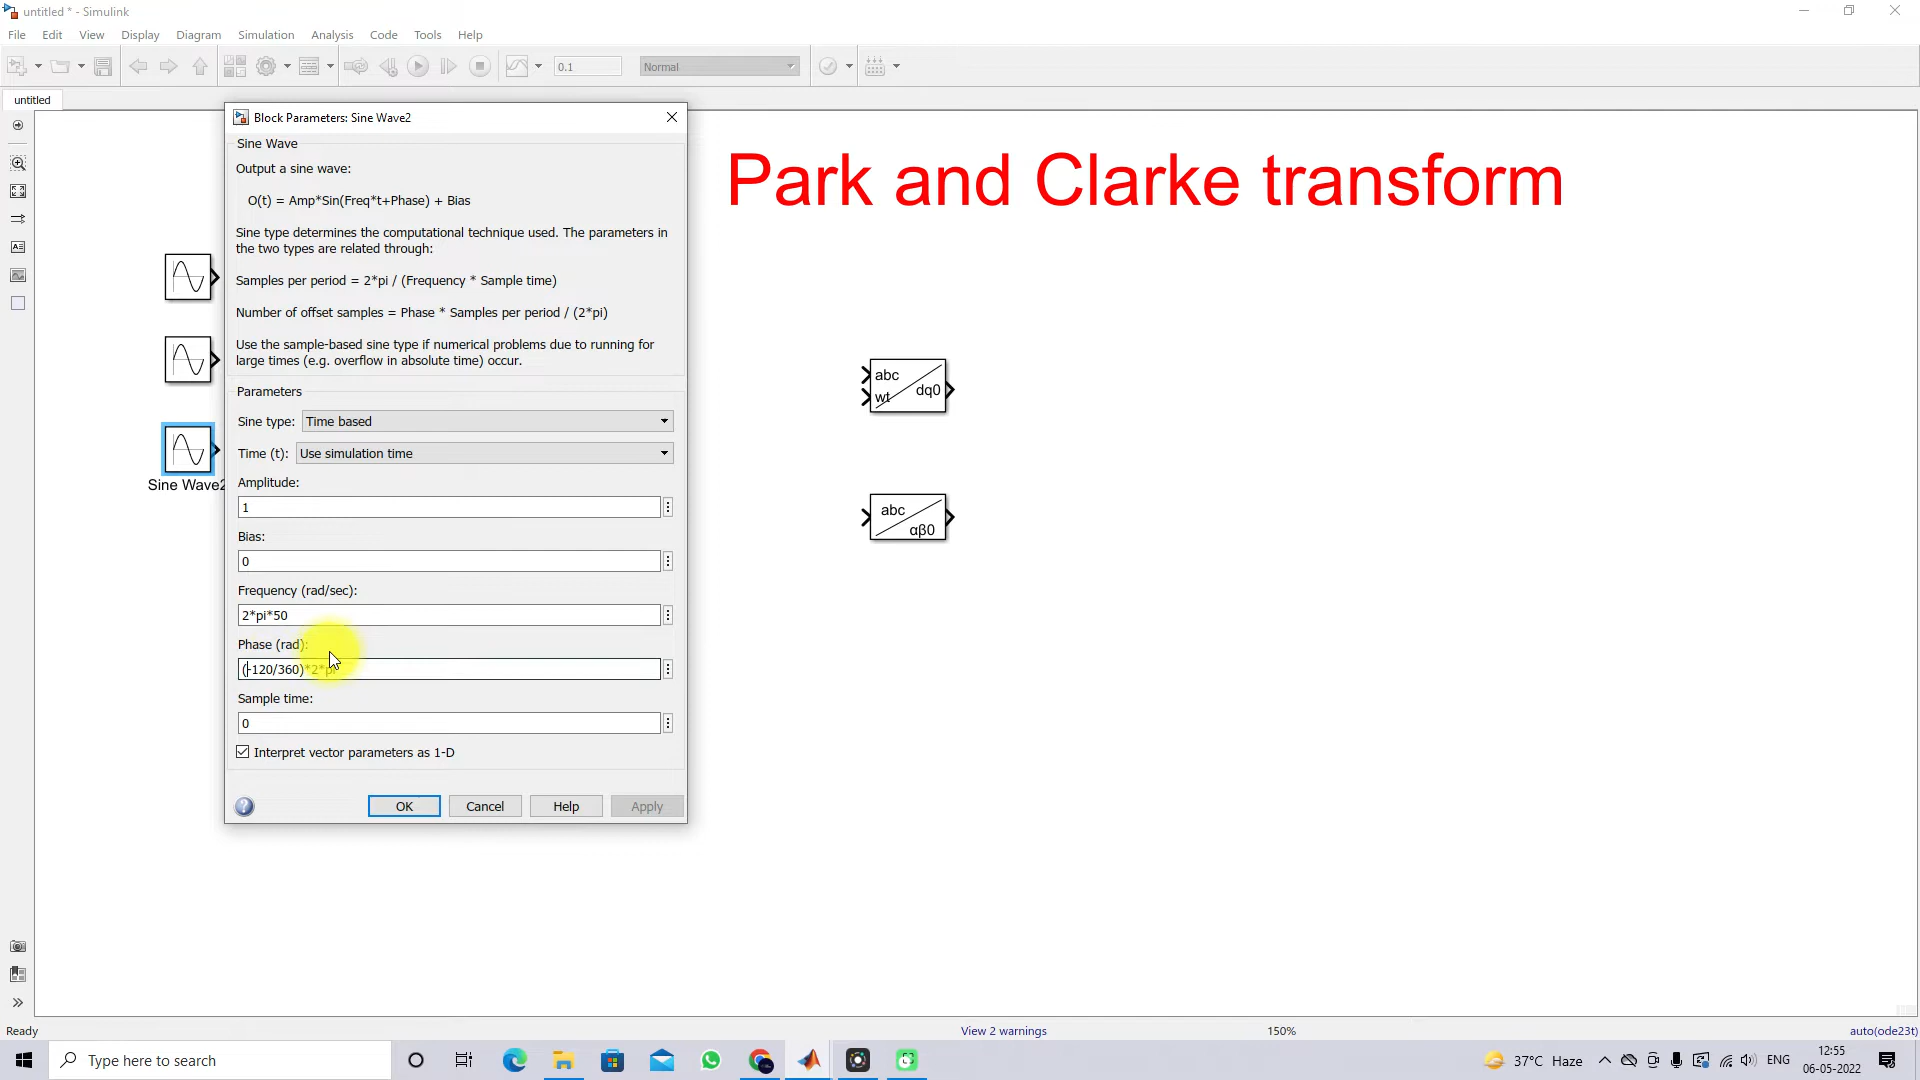 untitled * - Simulink
File Edit View Display Diagram Simulation Analysis Code Tools Help
0.1 Normal
untitled
Block Parameters: Sine Wave2
Sine Wave
Output a sine wave:
O(t) = Amp*Sin(Freq*t+Phase) + Bias
Sine type determines the computational technique used. The parameters in
the two types are related through:
Samples per period = 2*pi / (Frequency * Sample time)
Number of offset samples = Phase * Samples per period / (2*pi)
Use the sample-based sine type if numerical problems due to running for
large times (e.g. overflow in absolute time) occur.
Parameters
Sine type: Time based
Time (t): Use simulation time
Amplitude:
1
Bias:
0
Frequency (rad/sec):
2*pi*50
Phase (rad):
(-120/360)*2*pi
Sample time:
0
Interpret vector parameters as 1-D
OK Cancel Help Apply
Sine Wave2
Park and Clarke transform
abc
wt
dq0
abc
αβ0
Ready View 2 warnings 150% auto(ode23t)
Type here to search
37°C Haze
ENG
12:55
06-05-2022